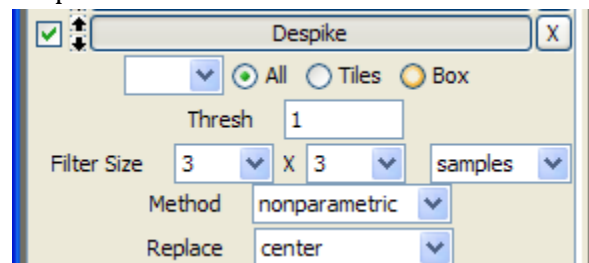 Despike X
All Tiles Box
Thresh 1
Filter Size 3 X 3 samples
Method nonparametric
Replace center